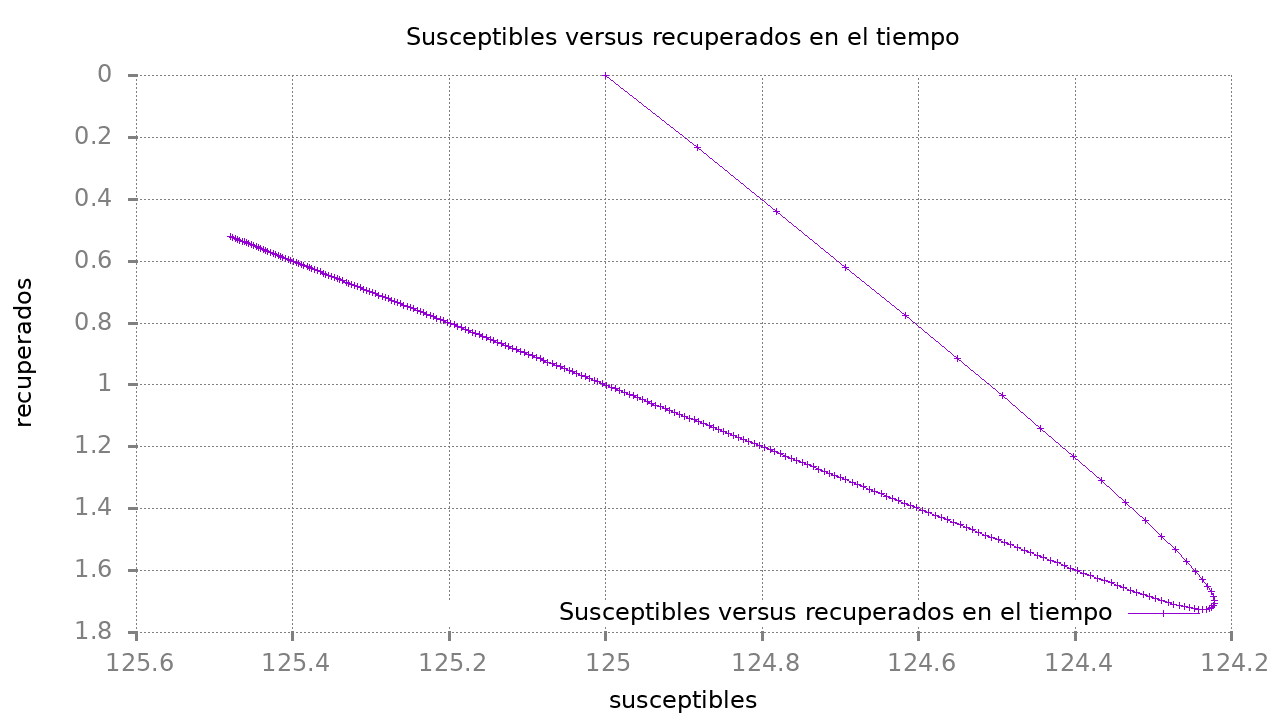 Susceptibles versus recuperados en el tiempo
0
0.2
0.4
0.6
0.8
1
1.2
1.4
1.6
1.8
recuperados
Susceptibles versus recuperados en el tiempo
125.6 125.4 125.2 125 124.8 124.6 124.4 124.2
susceptibles